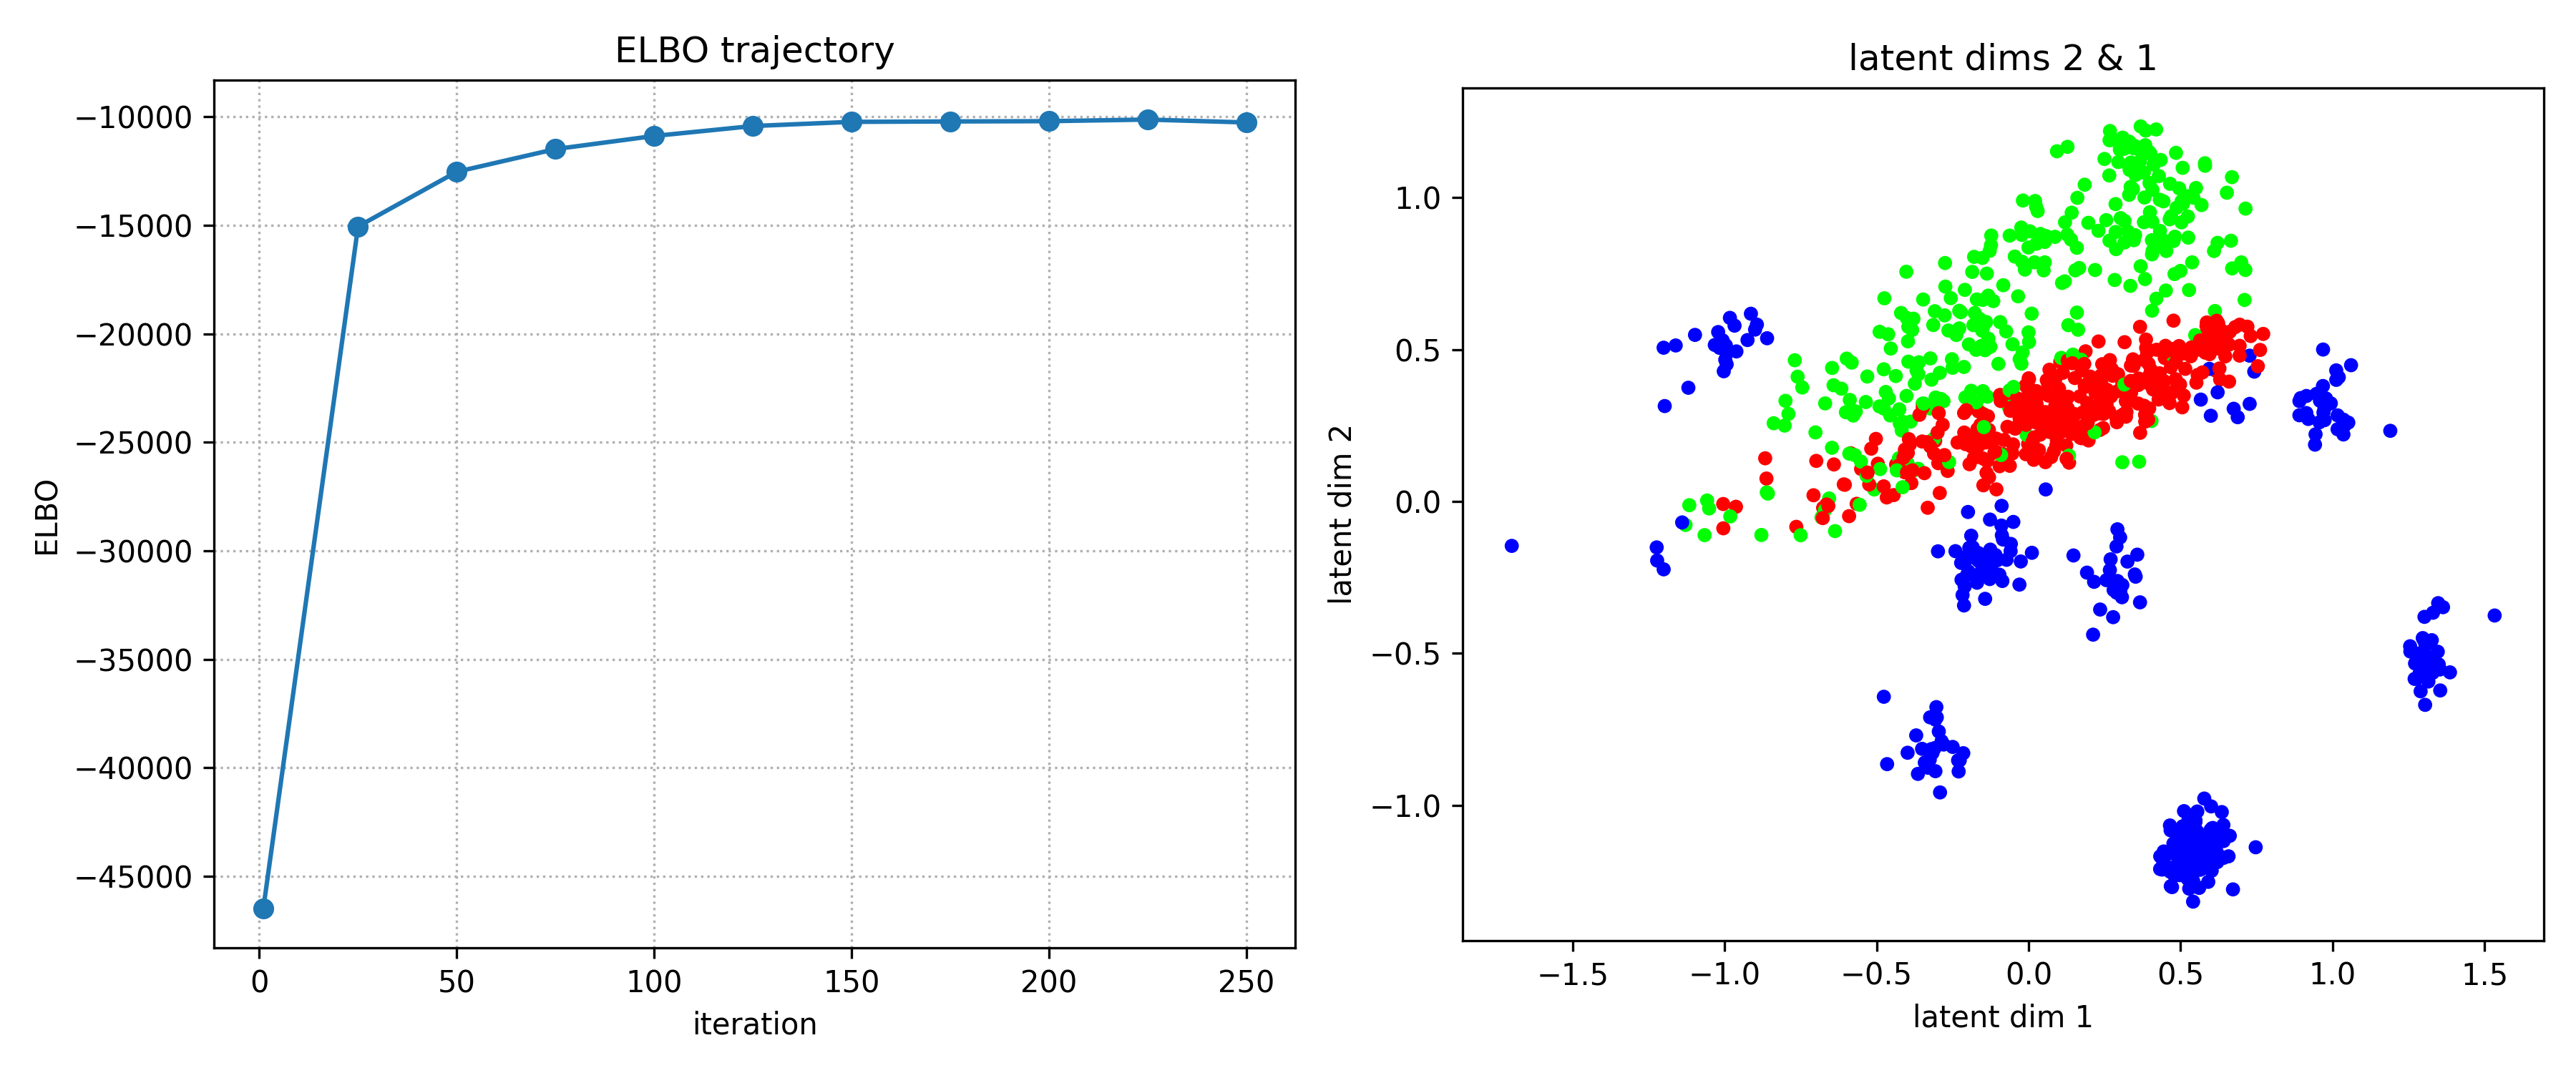 ELBO trajectory
−10000
−15000
−20000
−25000
−30000
−35000
−40000
−45000
ELBO
0 50 100 150 200 250
iteration
latent dims 2 & 1
1.0
0.5
0.0
−0.5
−1.0
latent dim 2
−1.5 −1.0 −0.5 0.0 0.5 1.0 1.5
latent dim 1